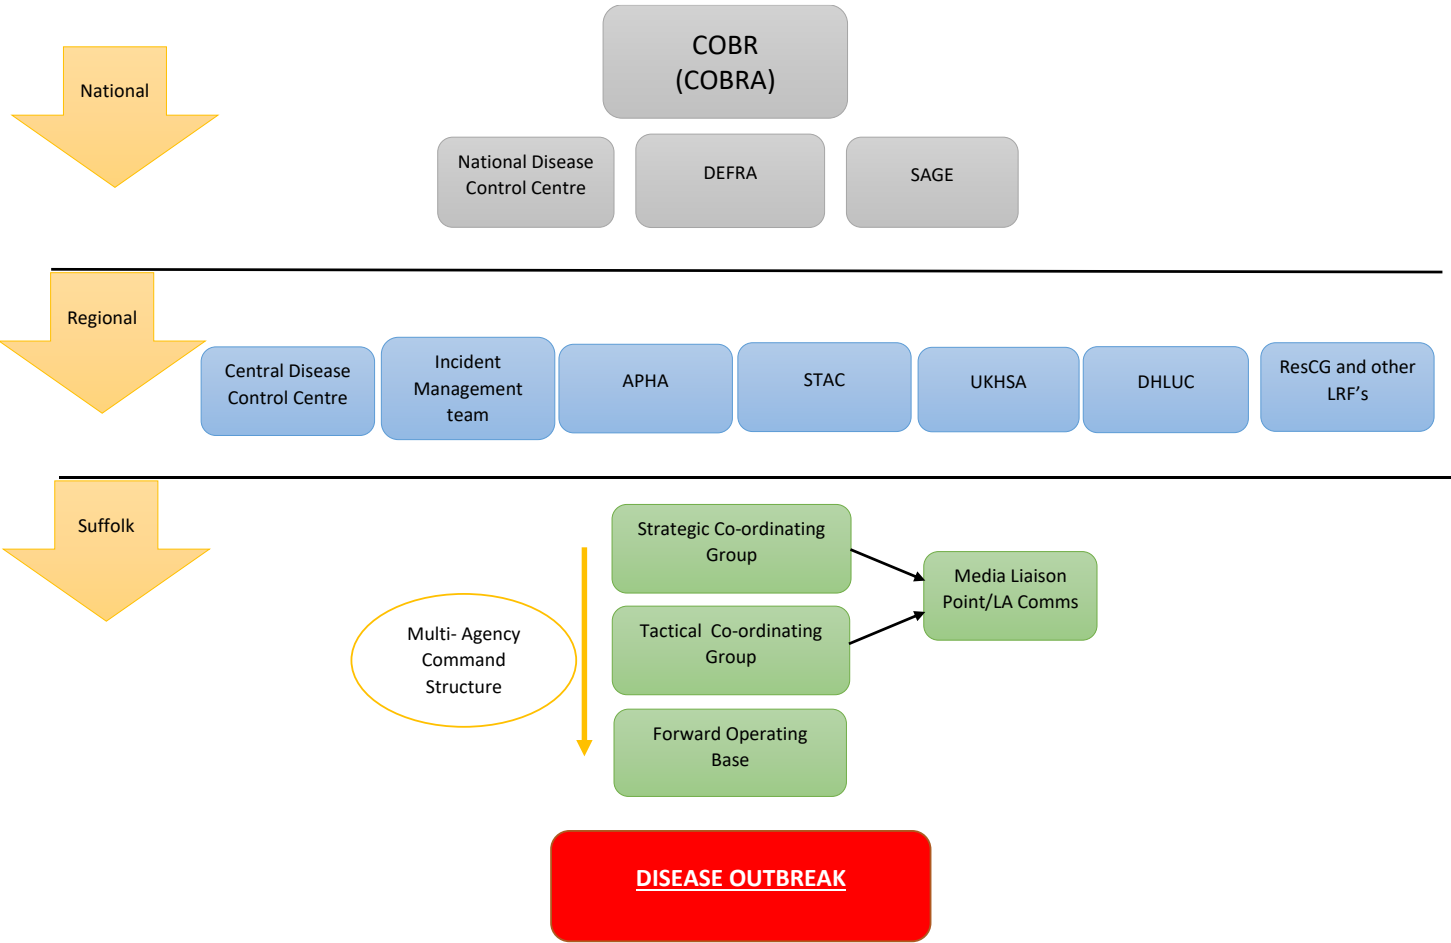 National
COBR
(COBRA)
National Disease
Control Centre
DEFRA
SAGE
Regional
Central Disease
Control Centre
Incident
Management
team
APHA
STAC
UKHSA
DHLUC
ResCG and other
LRF’s
Suffolk
Strategic Co-ordinating
Group
Media Liaison
Point/LA Comms
Multi- Agency
Command
Structure
Tactical  Co-ordinating
Group
Forward Operating
Base
DISEASE OUTBREAK